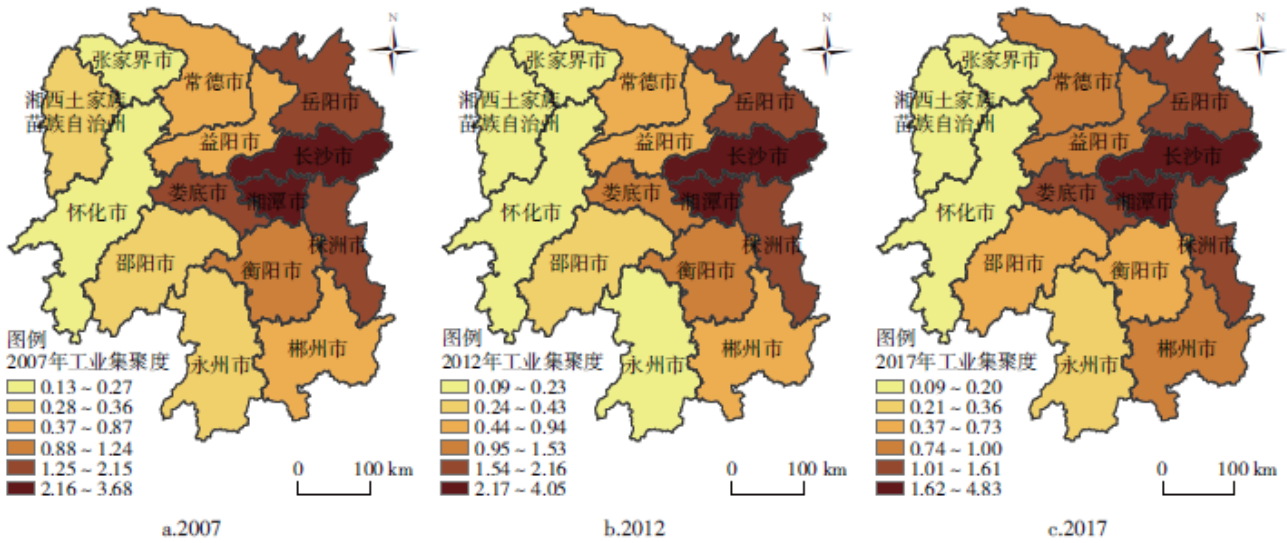 N
张家界市
常德市
湘西土家族
苗族自治州
岳阳市
益阳市
长沙市
娄底市
湘潭市
怀化市
株洲市
邵阳市
衡阳市
永州市
郴州市
图例
2007年工业集聚度
0.13 ~ 0.27
0.28 ~ 0.36
0.37 ~ 0.87
0.88 ~ 1.24
1.25 ~ 2.15
2.16 ~ 3.68
0 100 km
a.2007
N
张家界市
常德市
湘西土家族
苗族自治州
岳阳市
益阳市
长沙市
娄底市
湘潭市
怀化市
株洲市
邵阳市
衡阳市
永州市
郴州市
图例
2012年工业集聚度
0.09 ~ 0.23
0.24 ~ 0.43
0.44 ~ 0.94
0.95 ~ 1.53
1.54 ~ 2.16
2.17 ~ 4.05
0 100 km
b.2012
N
张家界市
常德市
湘西土家族
苗族自治州
岳阳市
益阳市
长沙市
娄底市
湘潭市
怀化市
株洲市
邵阳市
衡阳市
永州市
郴州市
图例
2017年工业集聚度
0.09 ~ 0.20
0.21 ~ 0.36
0.37 ~ 0.73
0.74 ~ 1.00
1.01 ~ 1.61
1.62 ~ 4.83
0 100 km
c.2017